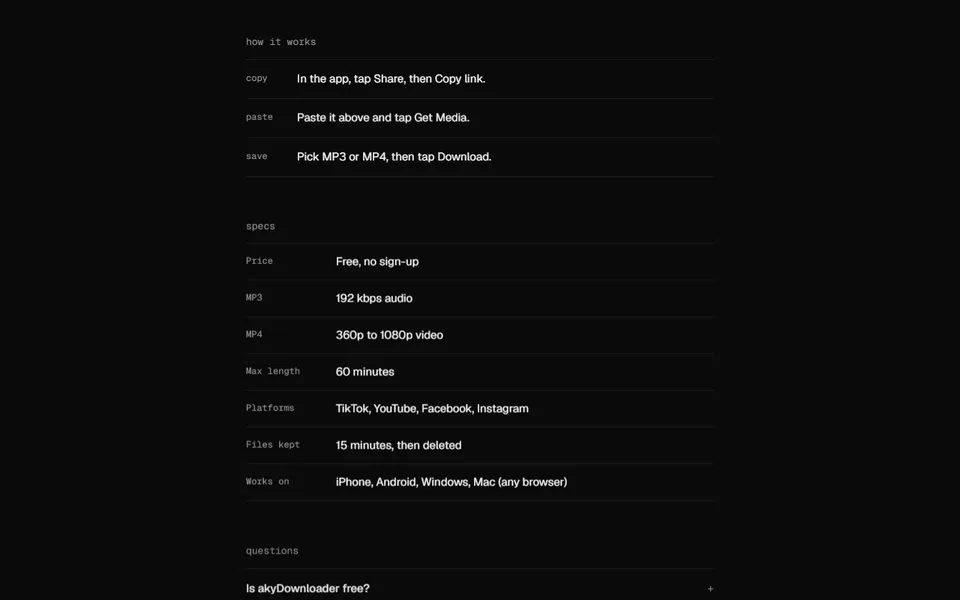 how it works
copy In the app, tap Share, then Copy link.
paste Paste it above and tap Get Media.
save Pick MP3 or MP4, then tap Download.
specs
Price Free, no sign-up
MP3 192 kbps audio
MP4 360p to 1080p video
Max length 60 minutes
Platforms TikTok, YouTube, Facebook, Instagram
Files kept 15 minutes, then deleted
Works on iPhone, Android, Windows, Mac (any browser)
questions
Is akyDownloader free? +